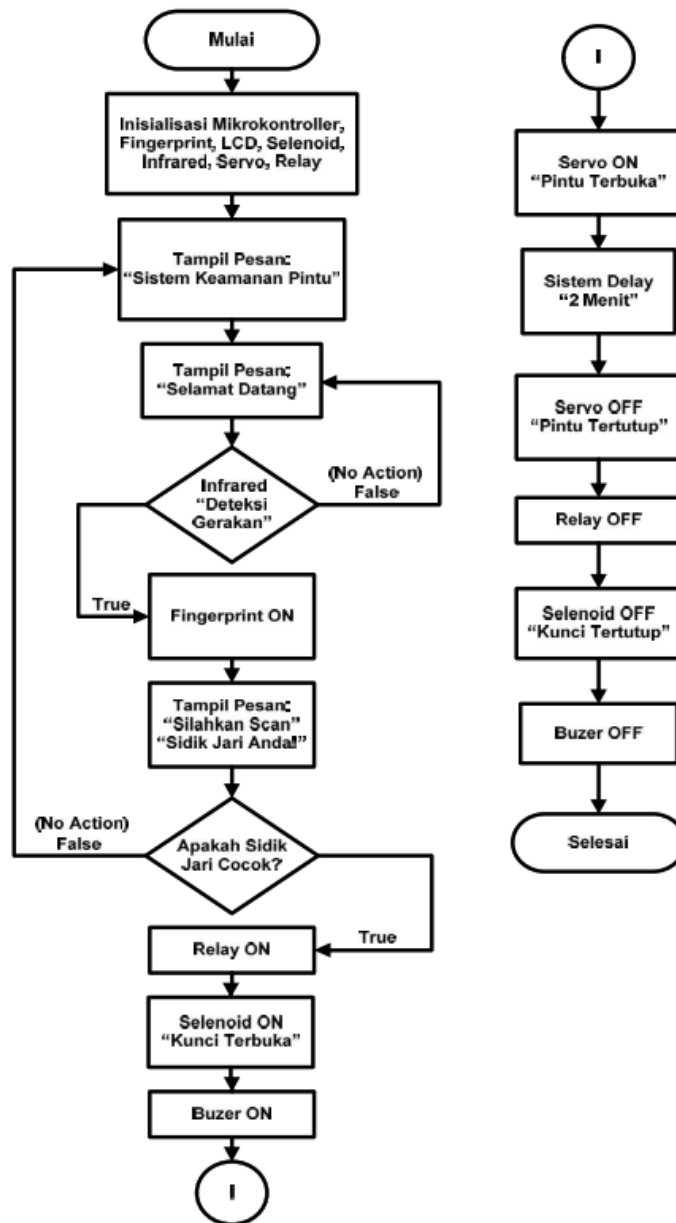 Mulai
Inisialisasi Mikrokontroller,
Fingerprint, LCD, Selenoid,
Infrared, Servo, Relay
Tampil Pesan:
“Sistem Keamanan Pintu”
Tampil Pesan:
“Selamat Datang”
Infrared
“Deteksi
Gerakan”
(No Action)
False
True
Fingerprint ON
Tampil Pesan:
“Silahkan Scan”
“Sidik Jari Anda!”
(No Action)
False
Apakah Sidik
Jari Cocok?
True
Relay ON
Selenoid ON
“Kunci Terbuka”
Buzer ON
I
I
Servo ON
“Pintu Terbuka”
Sistem Delay
“2 Menit”
Servo OFF
“Pintu Tertutup”
Relay OFF
Selenoid OFF
“Kunci Tertutup”
Buzer OFF
Selesai